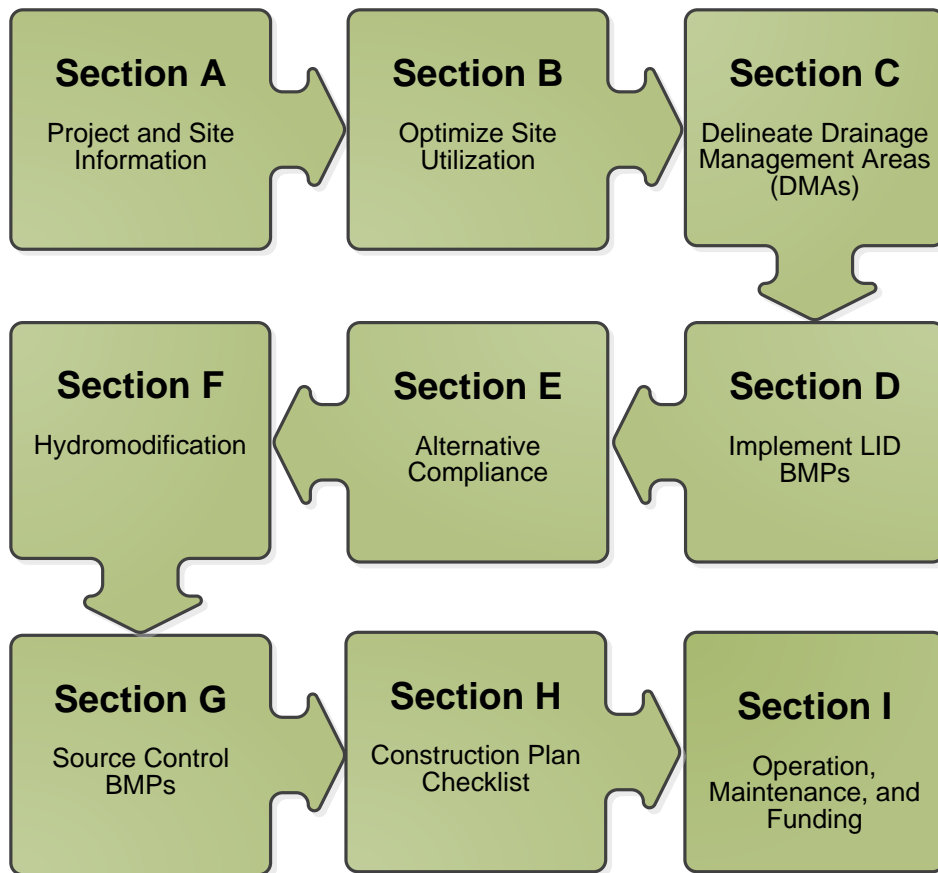 Section A
Project and Site
Information
Section B
Optimize Site
Utilization
Section C
Delineate Drainage
Management Areas
(DMAs)
Section D
Implement LID
BMPs
Section E
Alternative
Compliance
Section F
Hydromodification
Section G
Source Control
BMPs
Section H
Construction Plan
Checklist
Section I
Operation,
Maintenance, and
Funding